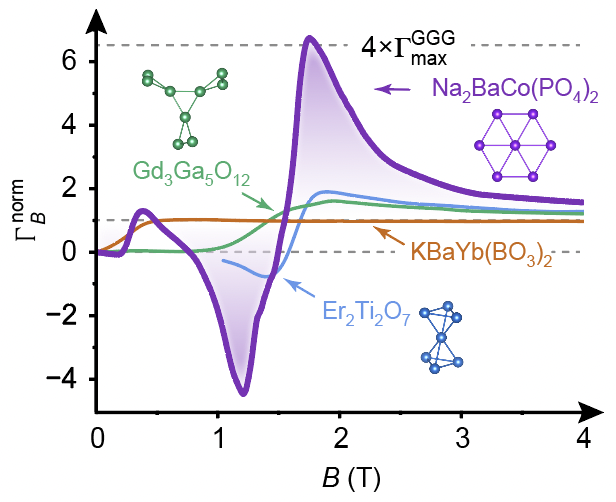 4×Γ_max^GGG
Na₂BaCo(PO₄)₂
Gd₃Ga₅O₁₂
KBaYb(BO₃)₂
Er₂Ti₂O₇
Γ_B^norm
6
4
2
0
−2
−4
0
1
2
3
4
B (T)